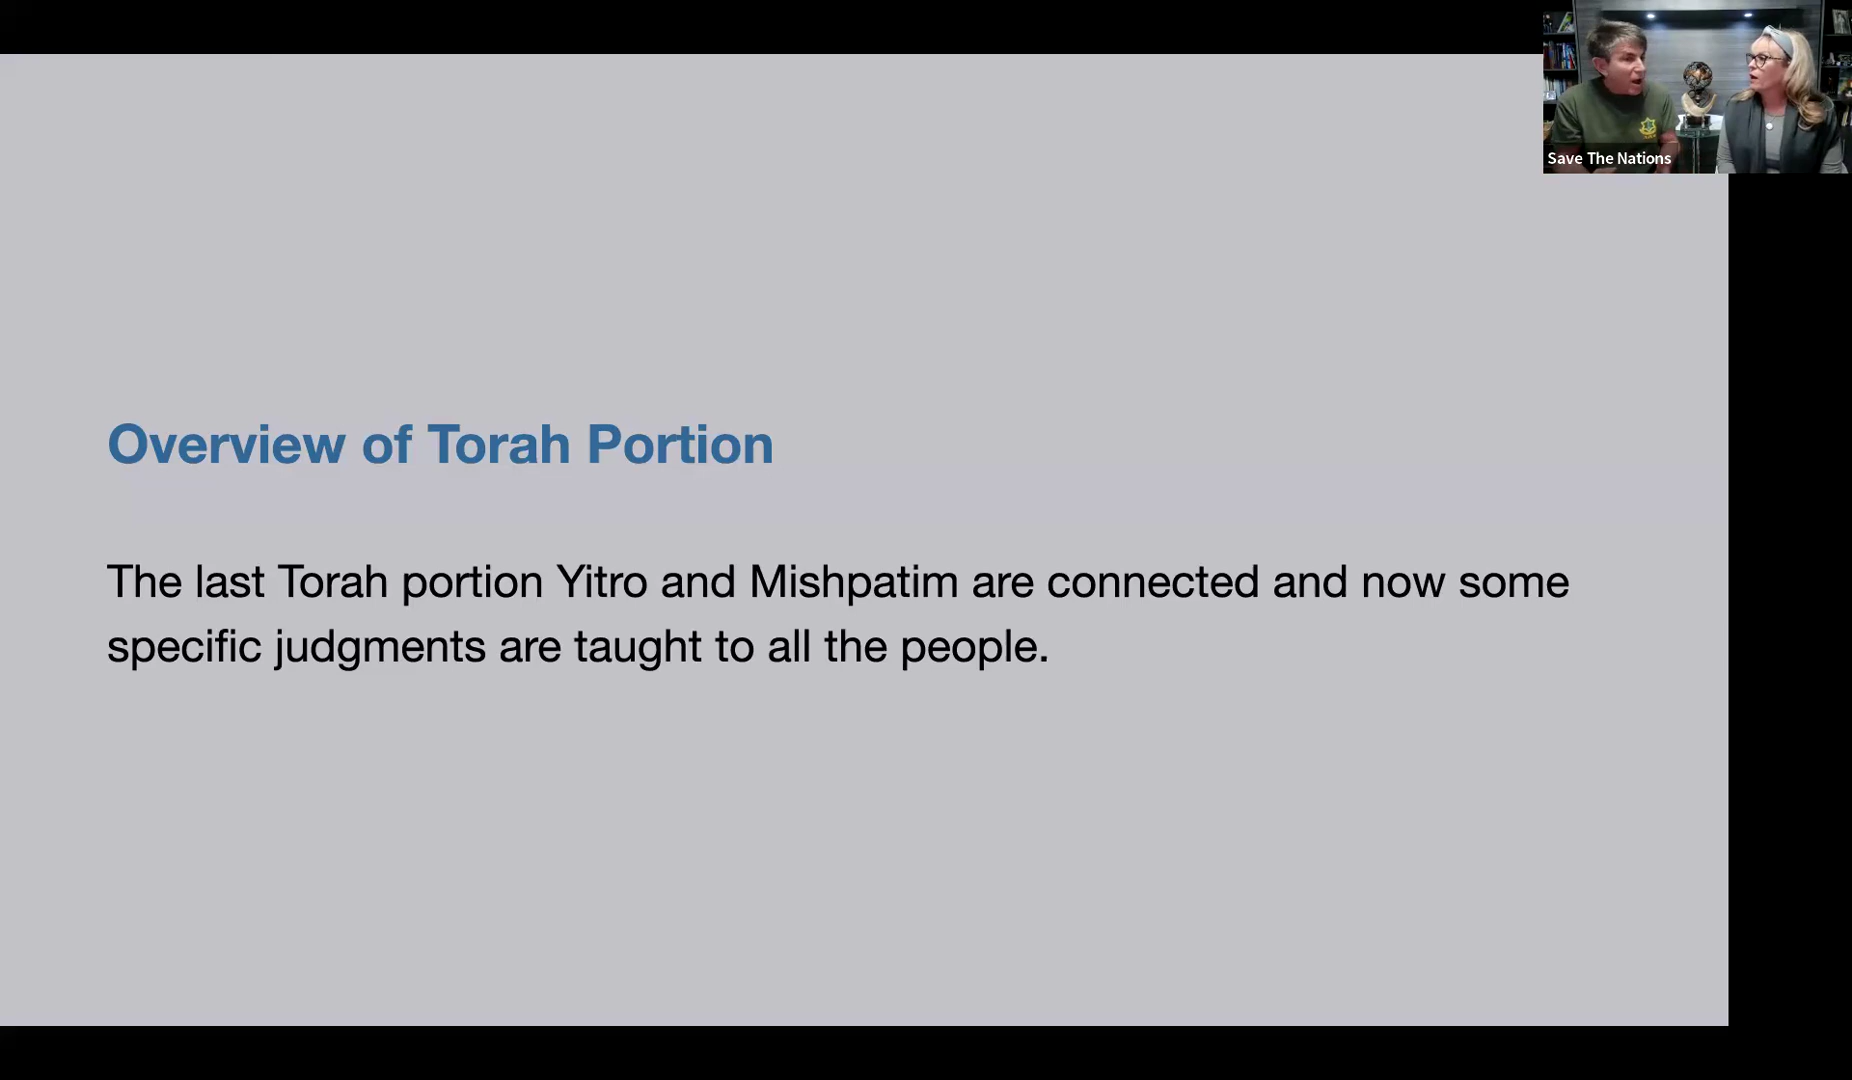 Save The Nations
Overview of Torah Portion
The last Torah portion Yitro and Mishpatim are connected and now some
specific judgments are taught to all the people.